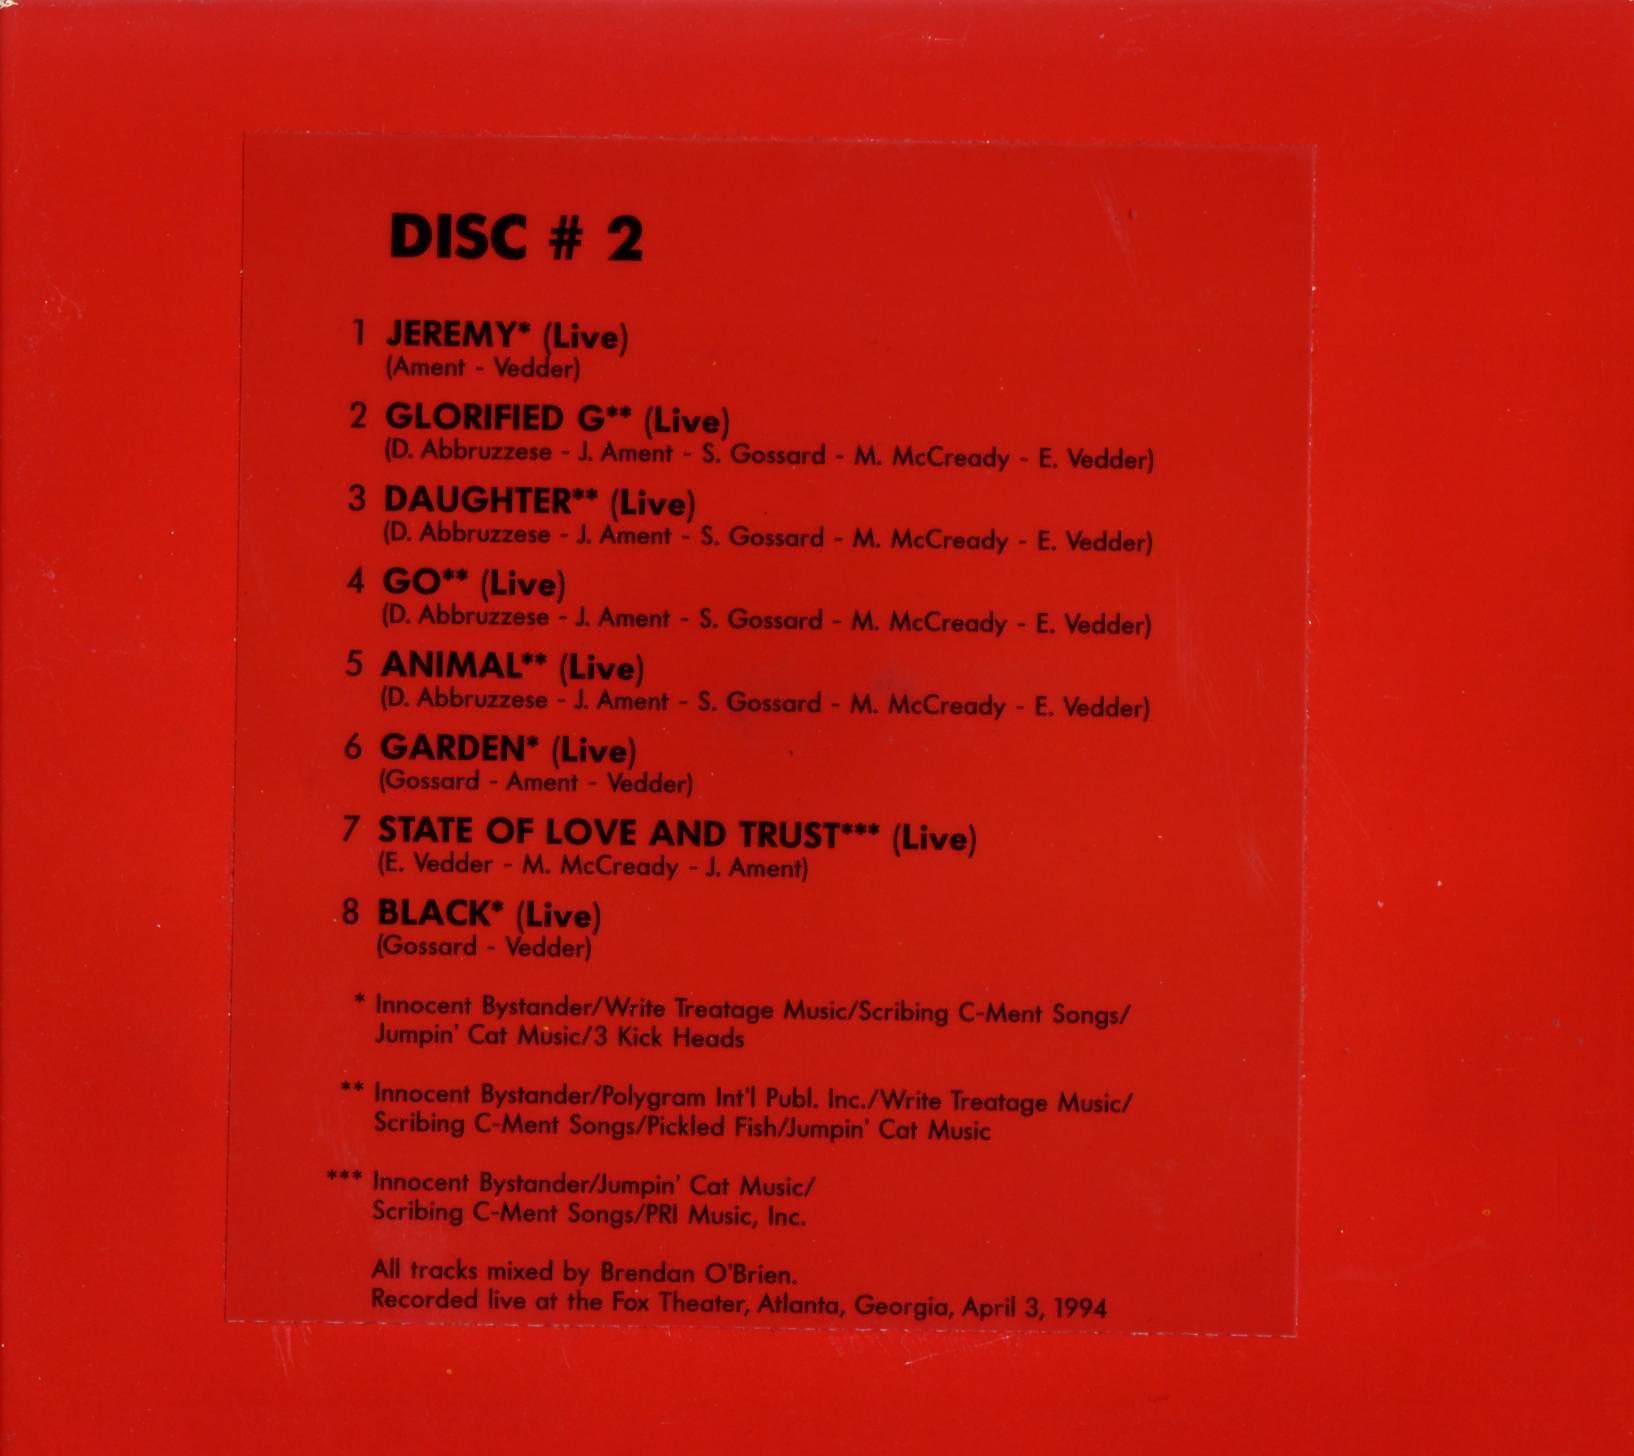 DISC # 2
1 JEREMY* (Live)
(Ament - Vedder)
2 GLORIFIED G** (Live)
(D. Abbruzzese - J. Ament - S. Gossard - M. McCready - E. Vedder)
3 DAUGHTER** (Live)
(D. Abbruzzese - J. Ament - S. Gossard - M. McCready - E. Vedder)
4 GO** (Live)
(D. Abbruzzese - J. Ament - S. Gossard - M. McCready - E. Vedder)
5 ANIMAL** (Live)
(D. Abbruzzese - J. Ament - S. Gossard - M. McCready - E. Vedder)
6 GARDEN* (Live)
(Gossard - Ament - Vedder)
7 STATE OF LOVE AND TRUST*** (Live)
(E. Vedder - M. McCready - J. Ament)
8 BLACK* (Live)
(Gossard - Vedder)
* Innocent Bystander/Write Treatage Music/Scribing C-Ment Songs/
Jumpin' Cat Music/3 Kick Heads
** Innocent Bystander/Polygram Int'l Publ. Inc./Write Treatage Music/
Scribing C-Ment Songs/Pickled Fish/Jumpin' Cat Music
*** Innocent Bystander/Jumpin' Cat Music/
Scribing C-Ment Songs/PRI Music, Inc.
All tracks mixed by Brendan O'Brien.
Recorded live at the Fox Theater, Atlanta, Georgia, April 3, 1994